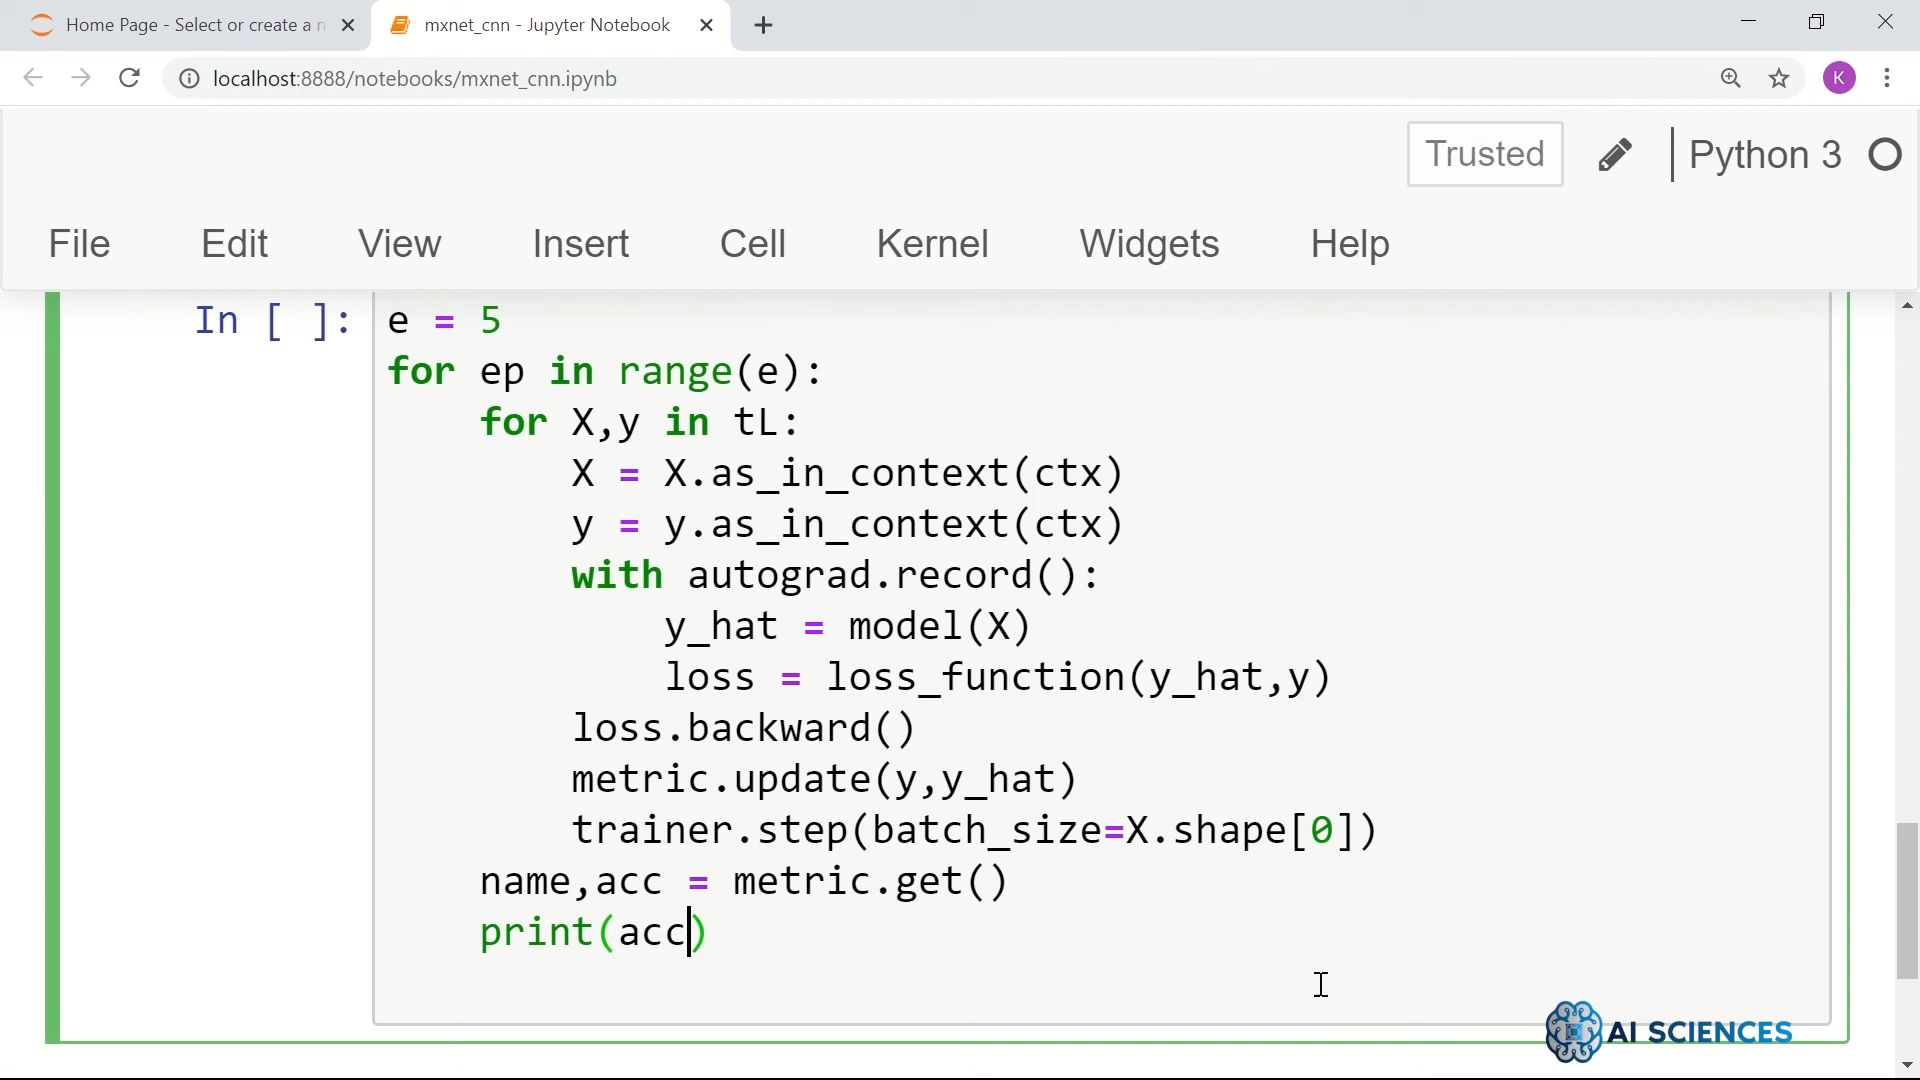 Home Page - Select or create a n
mxnet_cnn - Jupyter Notebook
localhost:8888/notebooks/mxnet_cnn.ipynb
K
Trusted
Python 3
File Edit View Insert Cell Kernel Widgets Help
In [ ]: e = 5
for ep in range(e):
    for X,y in tL:
        X = X.as_in_context(ctx)
        y = y.as_in_context(ctx)
        with autograd.record():
            y_hat = model(X)
            loss = loss_function(y_hat,y)
        loss.backward()
        metric.update(y,y_hat)
        trainer.step(batch_size=X.shape[0])
    name,acc = metric.get()
    print(acc)
AI SCIENCES